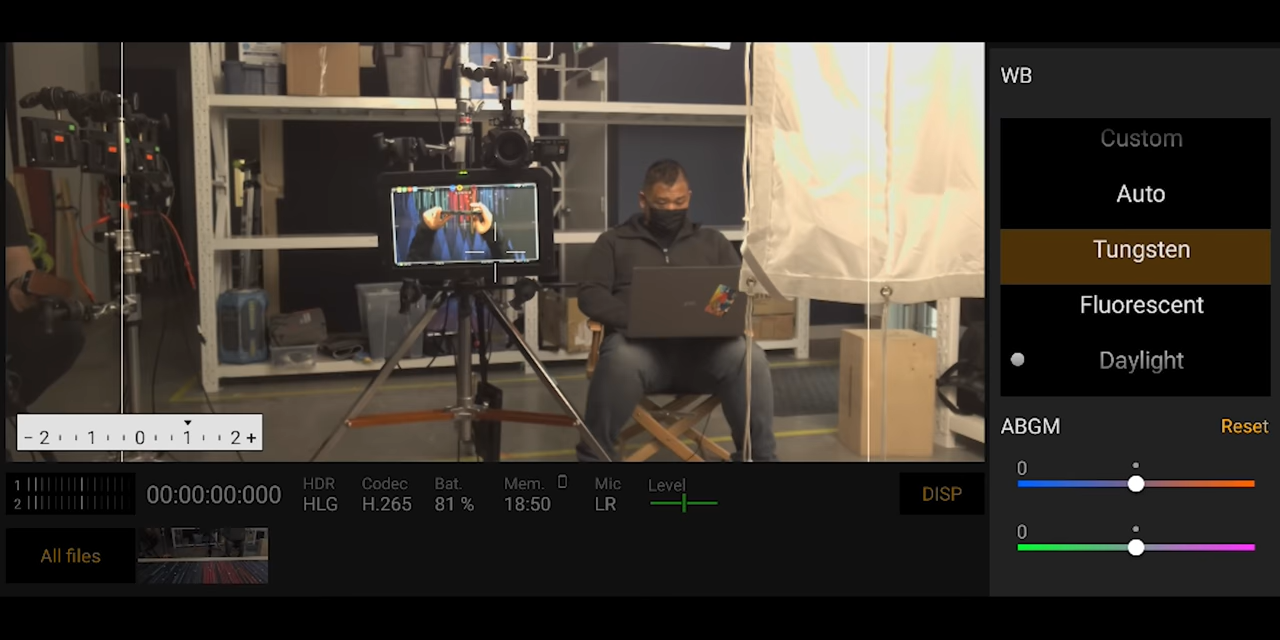 WB
Custom
Auto
Tungsten
Fluorescent
Daylight
ABGM Reset
0
0
- 2 1 0 1 2 +
1
2
00:00:00:000
HDR
HLG
Codec
H.265
Bat.
81 %
Mem.
18:50
Mic
LR
Level
DISP
All files